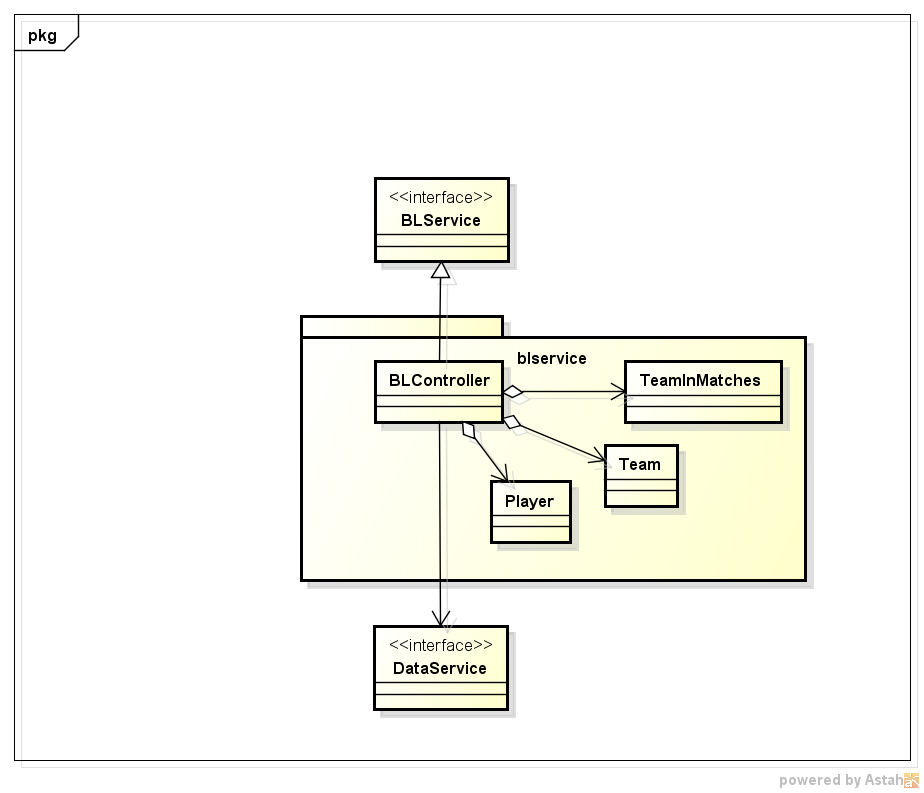 pkg
<<interface>>
BLService
blservice
BLController
TeamInMatches
Team
Player
<<interface>>
DataService
powered by Astah